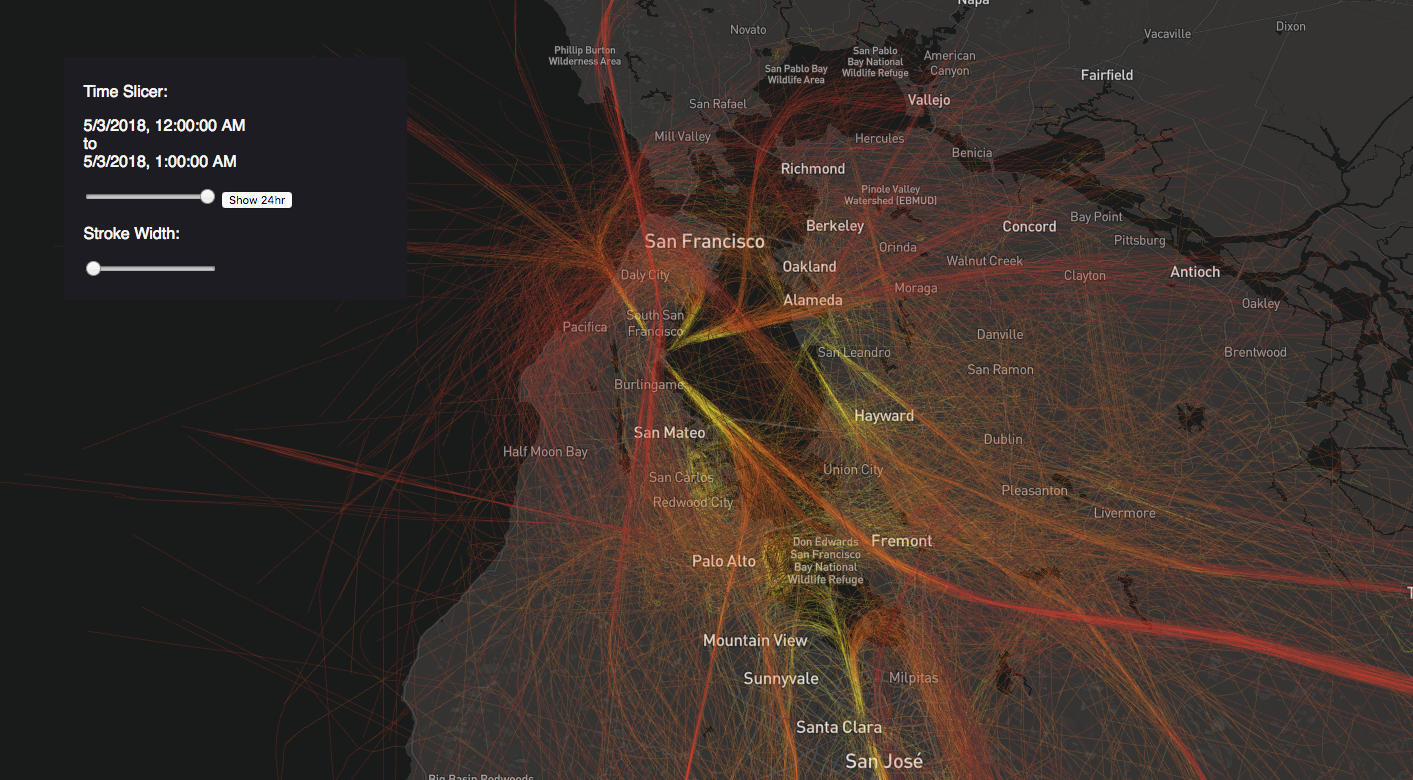 Time Slicer:
5/3/2018, 12:00:00 AM
to
5/3/2018, 1:00:00 AM
Show 24hr
Stroke Width:
Napa
Novato
Vacaville
Dixon
Phillip Burton
Wilderness Area
San Pablo
Bay National
Wildlife Refuge
American
Canyon
San Pablo Bay
Wildlife Area
Fairfield
San Rafael
Vallejo
Mill Valley
Hercules
Benicia
Richmond
Pinole Valley
Watershed (EBMUD)
Berkeley
Concord
Bay Point
Pittsburg
San Francisco
Orinda
Walnut Creek
Oakland
Daly City
Clayton
Antioch
Moraga
Alameda
Oakley
South San
Francisco
Pacifica
Danville
San Leandro
Brentwood
San Ramon
Burlingame
Hayward
San Mateo
Dublin
Half Moon Bay
Union City
San Carlos
Redwood City
Pleasanton
Livermore
Don Edwards
San Francisco
Bay National
Wildlife Refuge
Fremont
Palo Alto
Mountain View
Sunnyvale
Milpitas
Santa Clara
San José
Big Basin Redwoods